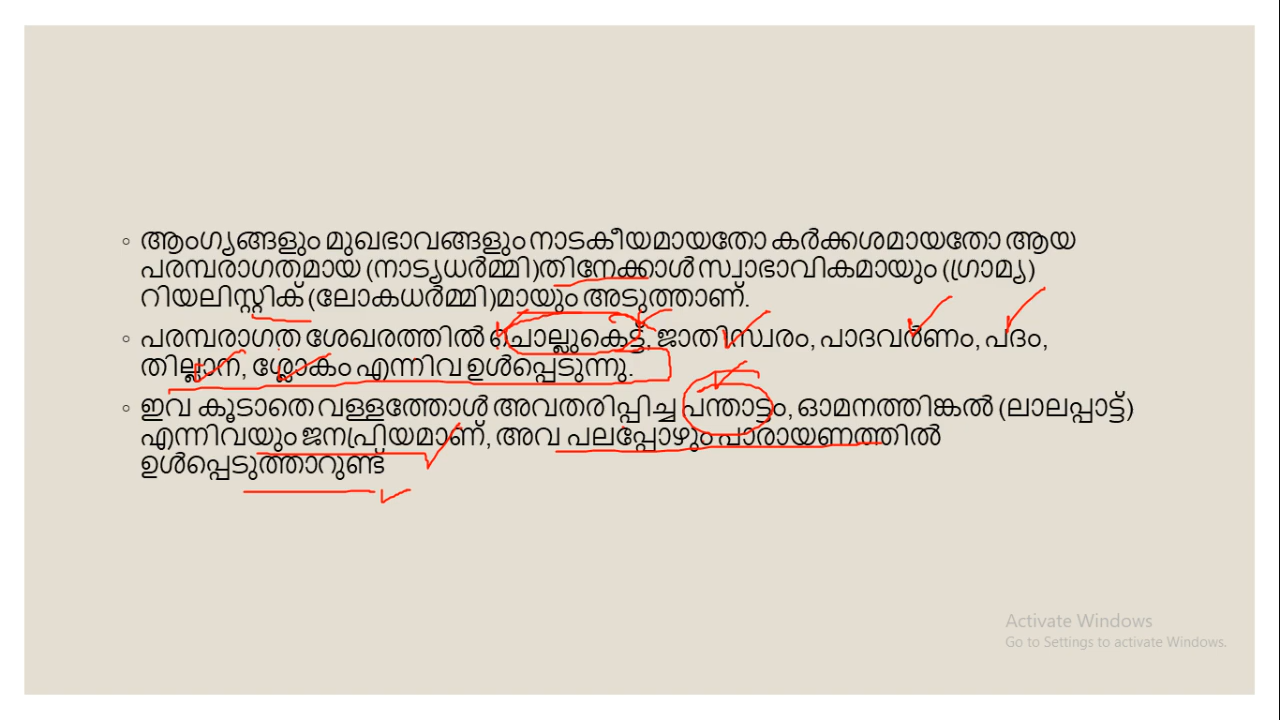 ◦ ആംഗ്യങ്ങളും മുഖഭാവങ്ങളും നാടകീയമായതോ കർക്കശമായതോ ആയ
പരമ്പരാഗതമായ (നാട്യധർമ്മി)തിനേക്കാൾ സ്വാഭാവികമായും (ഗ്രാമ്യ)
റിയലിസ്റ്റിക് (ലോകധർമ്മി)മായും അടുത്താണ്.
◦ പരമ്പരാഗത ശേഖരത്തിൽ ചൊല്ലുകെട്ട്, ജാതിസ്വരം, പാദവർണം, പദം,
തില്ലാന, ശ്ലോകം എന്നിവ ഉൾപ്പെടുന്നു.
◦ ഇവ കൂടാതെ വള്ളത്തോൾ അവതരിപ്പിച്ച പന്താട്ടം, ഓമനത്തിങ്കൽ (ലാലപ്പാട്ട്)
എന്നിവയും ജനപ്രിയമാണ്, അവ പലപ്പോഴും പാരായണത്തിൽ
ഉൾപ്പെടുത്താറുണ്ട്
Activate Windows
Go to Settings to activate Windows.